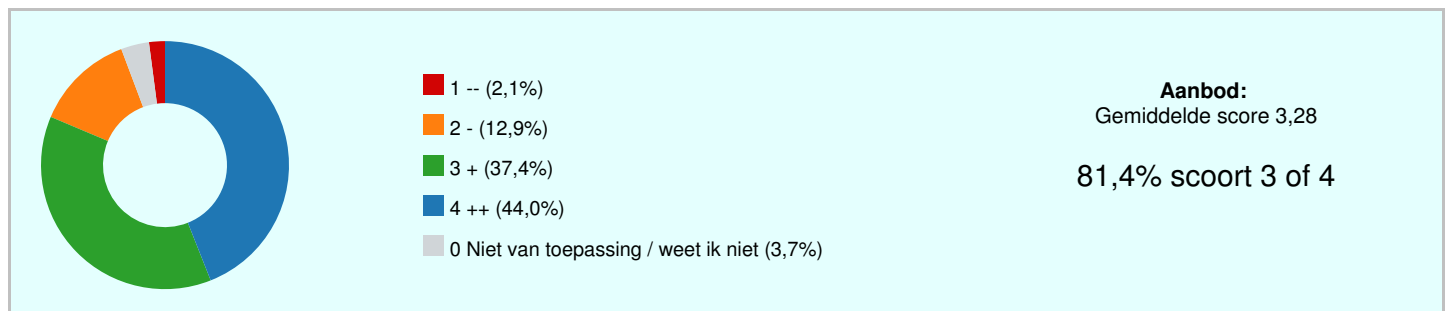 1 -- (2,1%)
2 - (12,9%)
3 + (37,4%)
4 ++ (44,0%)
0 Niet van toepassing / weet ik niet (3,7%)
Aanbod:
Gemiddelde score 3,28
81,4% scoort 3 of 4